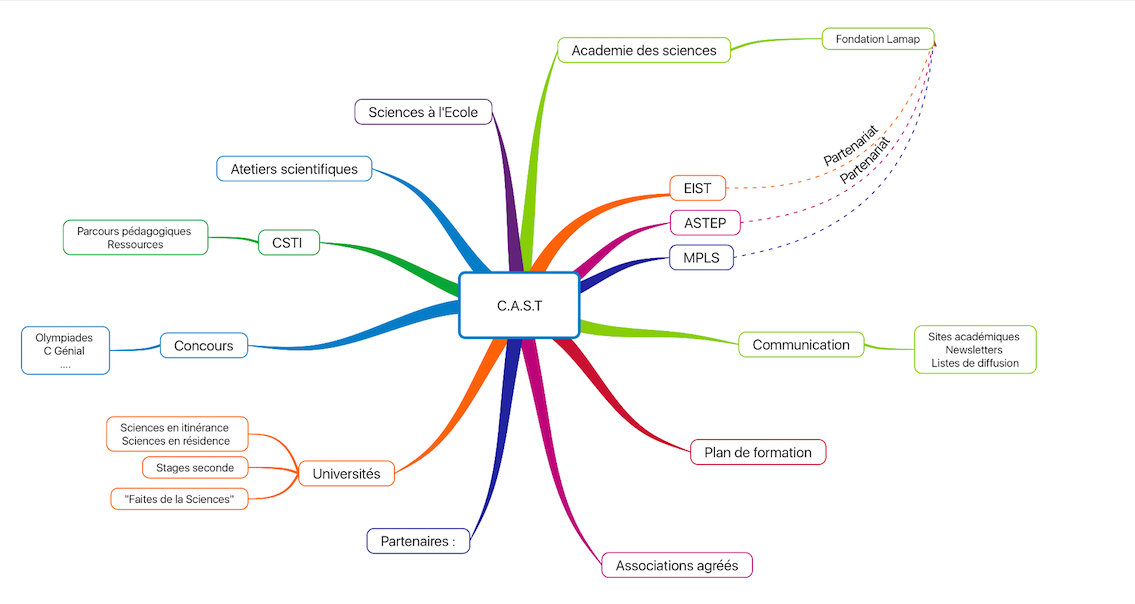 Academie des sciences
Fondation Lamap
Sciences à l'Ecole
Partenariat
Partenariat
Atetiers scientifiques
EIST
ASTEP
MPLS
Parcours pédagogiques
Ressources
CSTI
C.A.S.T
Olympiades
C Génial
....
Concours
Communication
Sites académiques
Newsletters
Listes de diffusion
Sciences en itinérance
Sciences en résidence
Stages seconde
"Faites de la Sciences"
Universités
Plan de formation
Partenaires :
Associations agréés